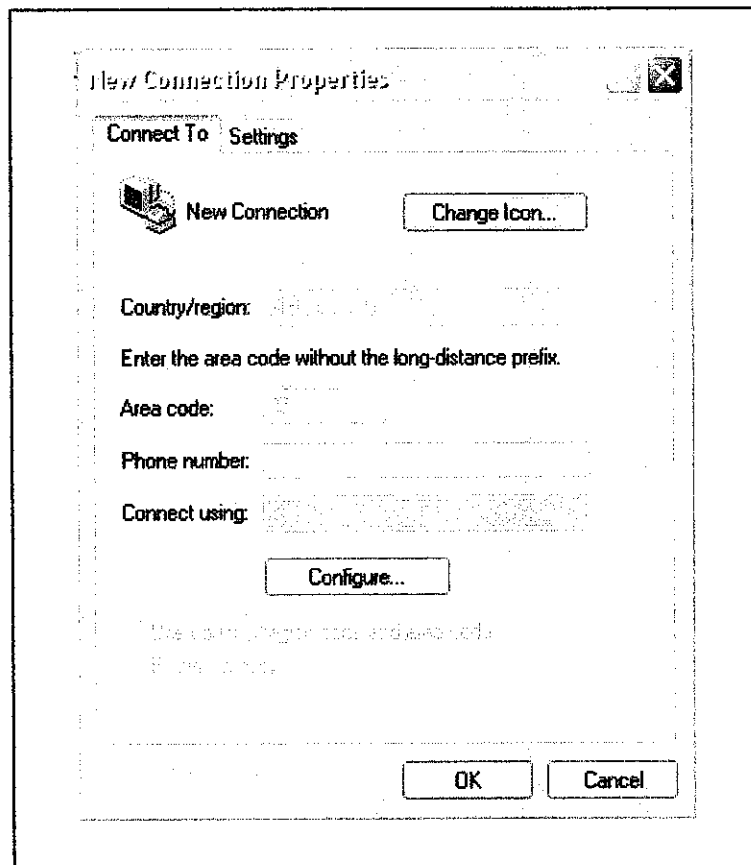 New Connection Properties
Connect To Settings
New Connection Change Icon...
Country/region:
Enter the area code without the long-distance prefix.
Area code:
Phone number:
Connect using:
Configure...
OK Cancel